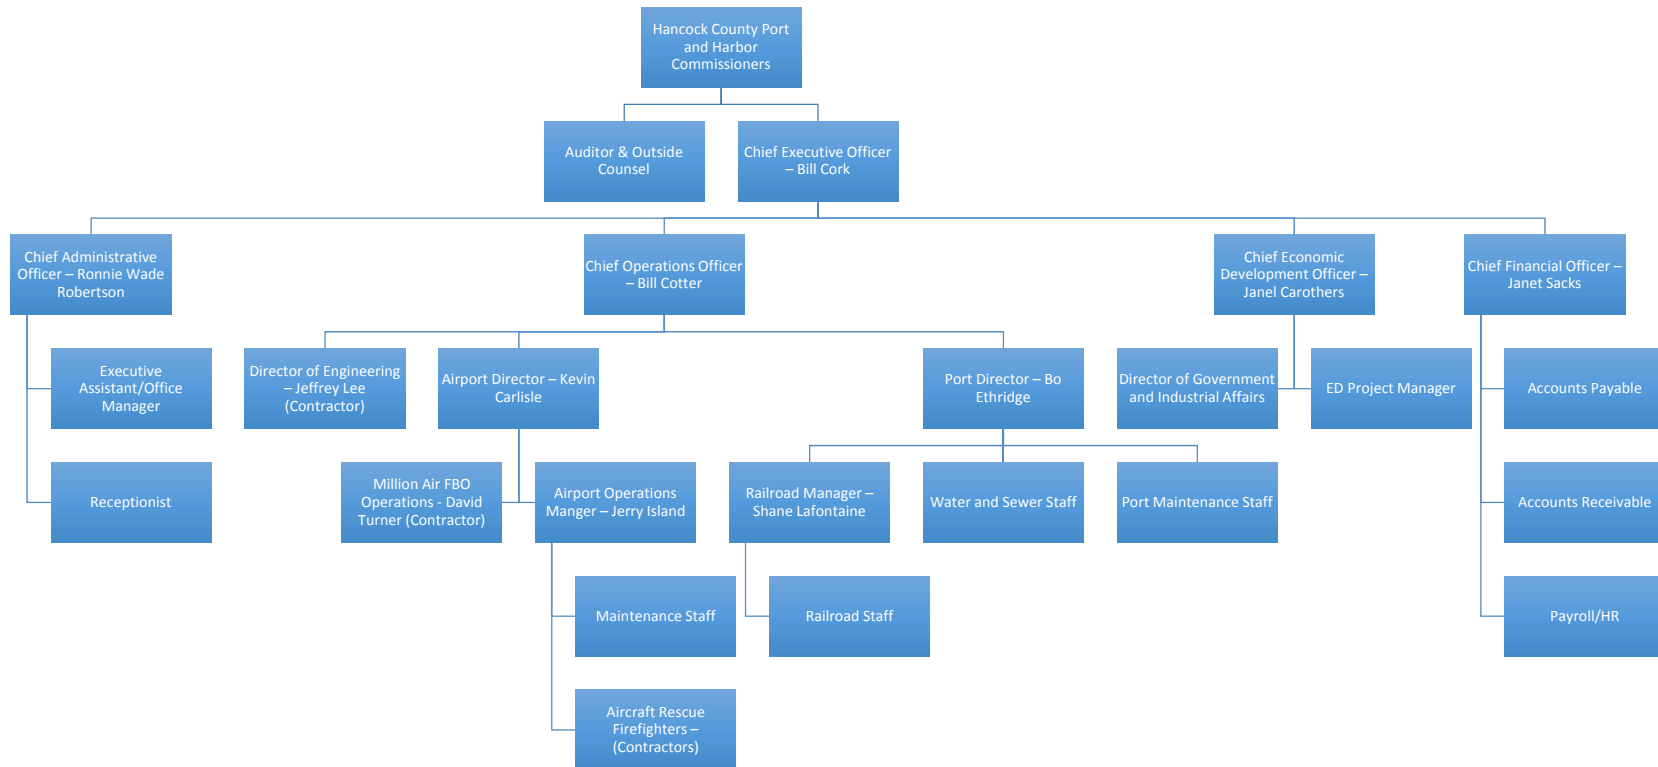 Hancock County Port
and Harbor
Commissioners
Auditor & Outside
Counsel
Chief Executive Officer
– Bill Cork
Chief Administrative
Officer – Ronnie Wade
Robertson
Chief Operations Officer
– Bill Cotter
Chief Economic
Development Officer –
Janel Carothers
Chief Financial Officer –
Janet Sacks
Executive
Assistant/Office
Manager
Director of Engineering
– Jeffrey Lee
(Contractor)
Airport Director – Kevin
Carlisle
Port Director – Bo
Ethridge
Director of Government
and Industrial Affairs
ED Project Manager
Accounts Payable
Receptionist
Million Air FBO
Operations - David
Turner (Contractor)
Airport Operations
Manger – Jerry Island
Railroad Manager –
Shane Lafontaine
Water and Sewer Staff
Port Maintenance Staff
Accounts Receivable
Maintenance Staff
Railroad Staff
Payroll/HR
Aircraft Rescue
Firefighters –
(Contractors)